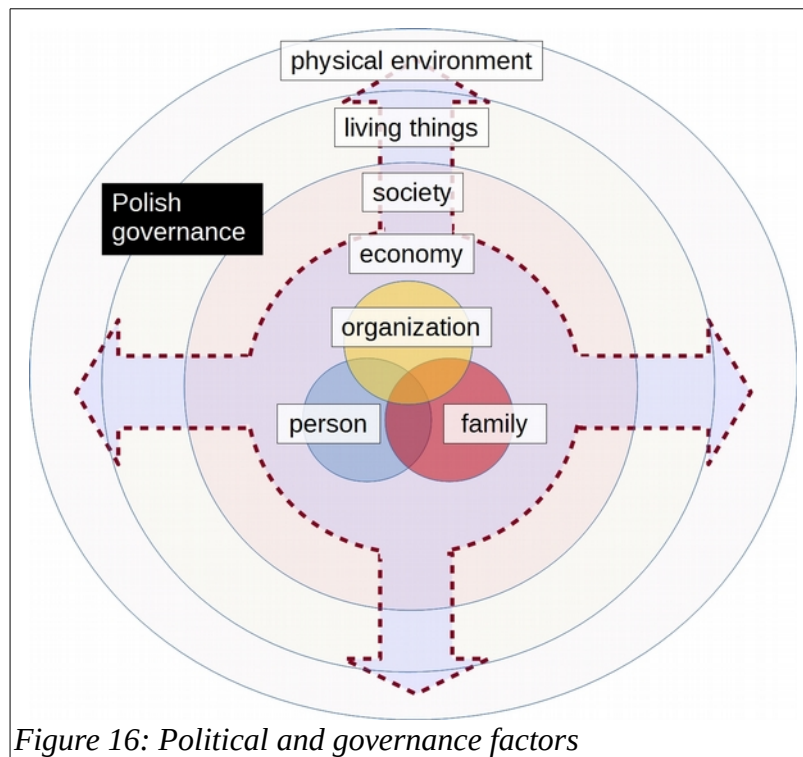 physical environment
living things
society
Polish
governance
economy
organization
person
family
Figure 16: Political and governance factors